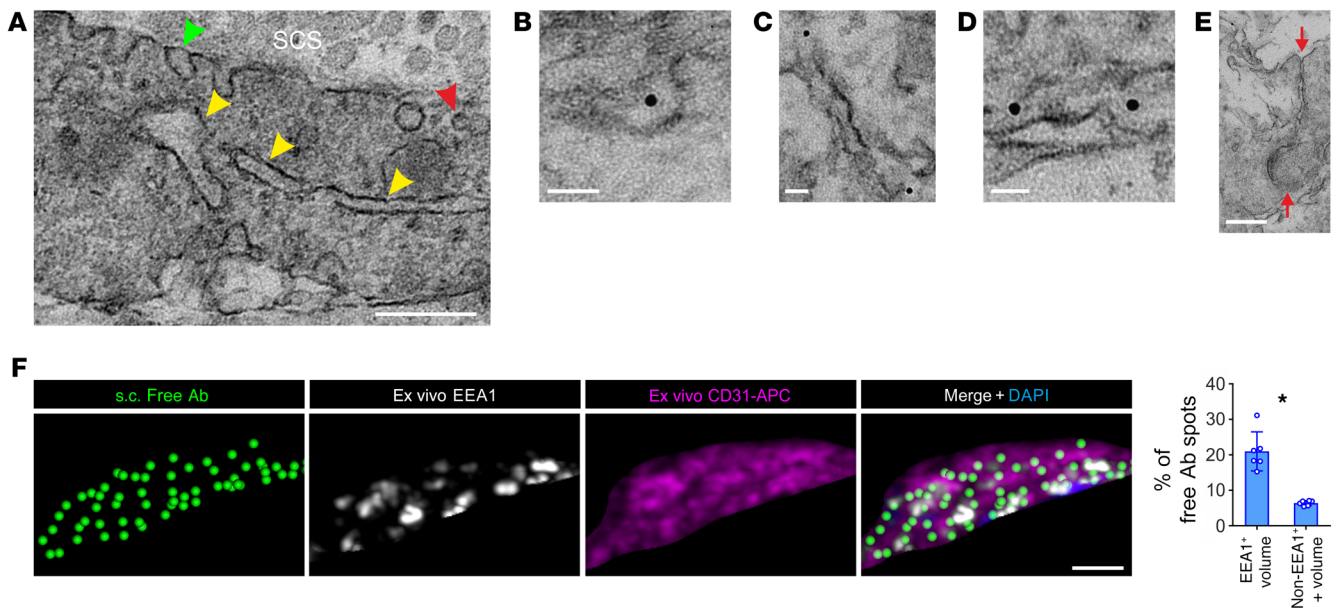 A
SCS
B
C
D
E
F
s.c. Free Ab
Ex vivo EEA1
Ex vivo CD31-APC
Merge + DAPI
% of
free Ab spots
40
30
20
10
0
*
EEA1⁺
volume
Non-EEA1⁺
+ volume